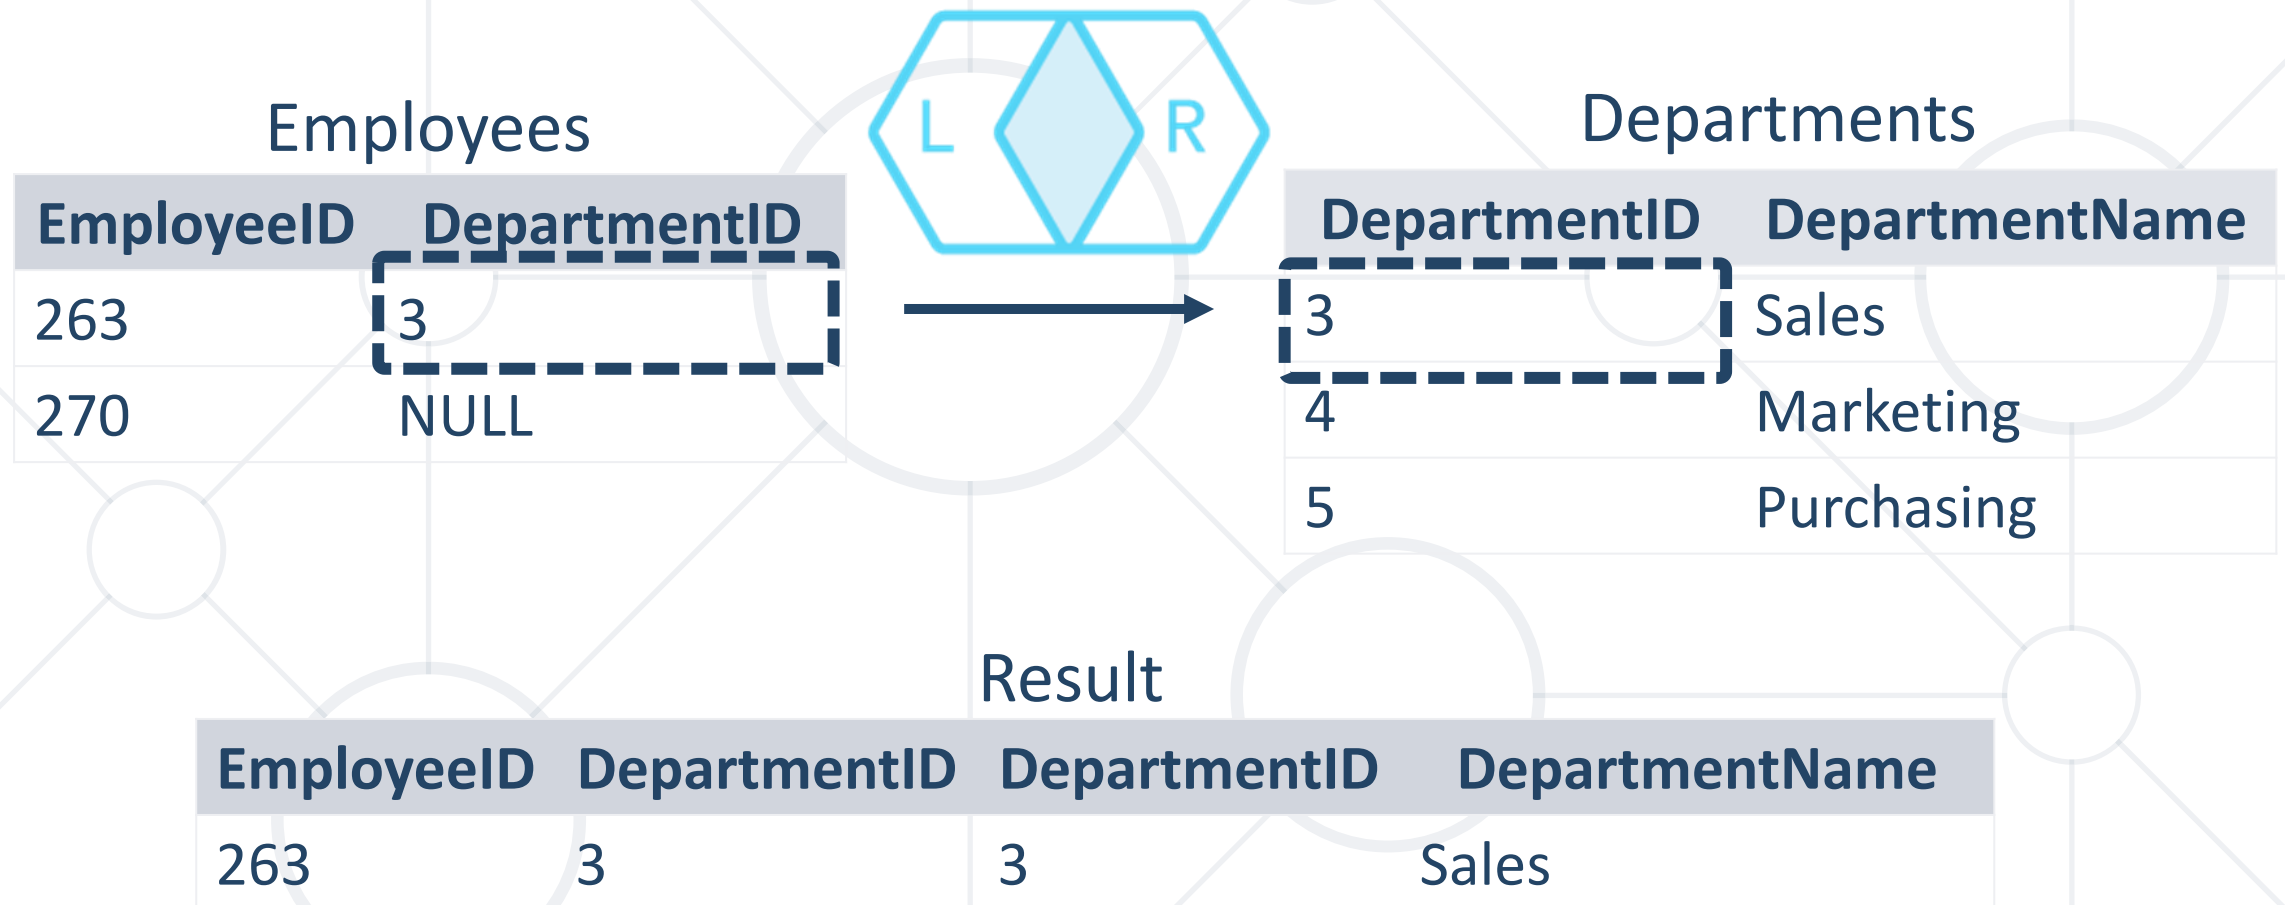 L R
Employees
EmployeeID DepartmentID
263 3
270 NULL
Departments
DepartmentID DepartmentName
3 Sales
4 Marketing
5 Purchasing
Result
EmployeeID DepartmentID DepartmentID DepartmentName
263 3 3 Sales